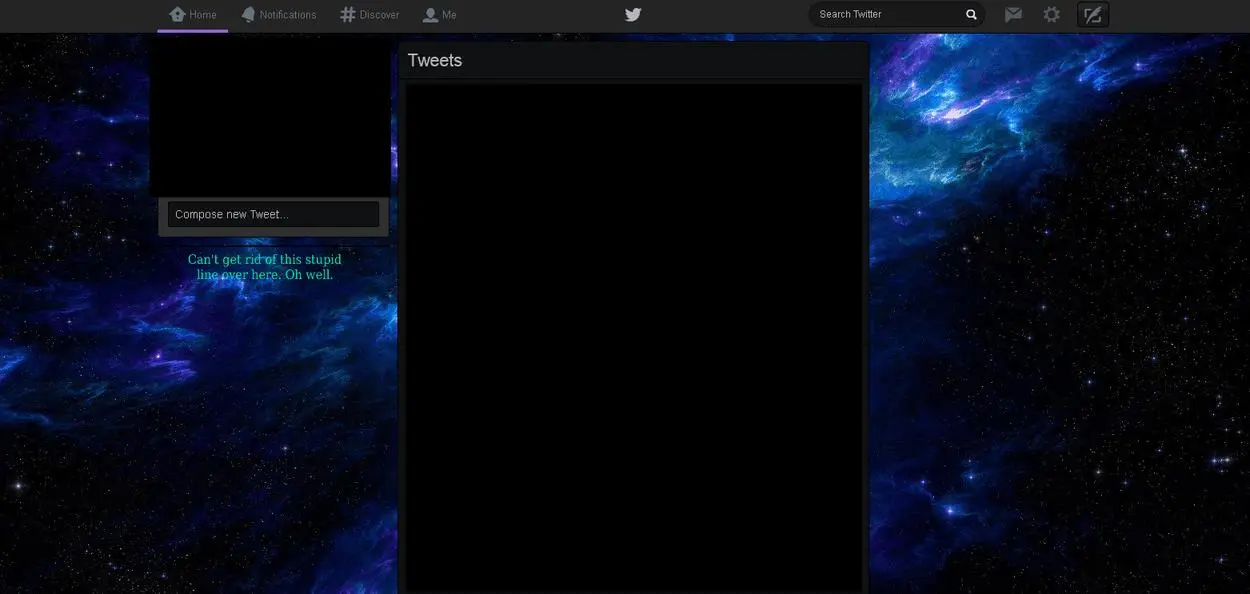 Home Notifications Discover Me Search Twitter
Tweets
Compose new Tweet...
Can't get rid of this stupid
line over here. Oh well.